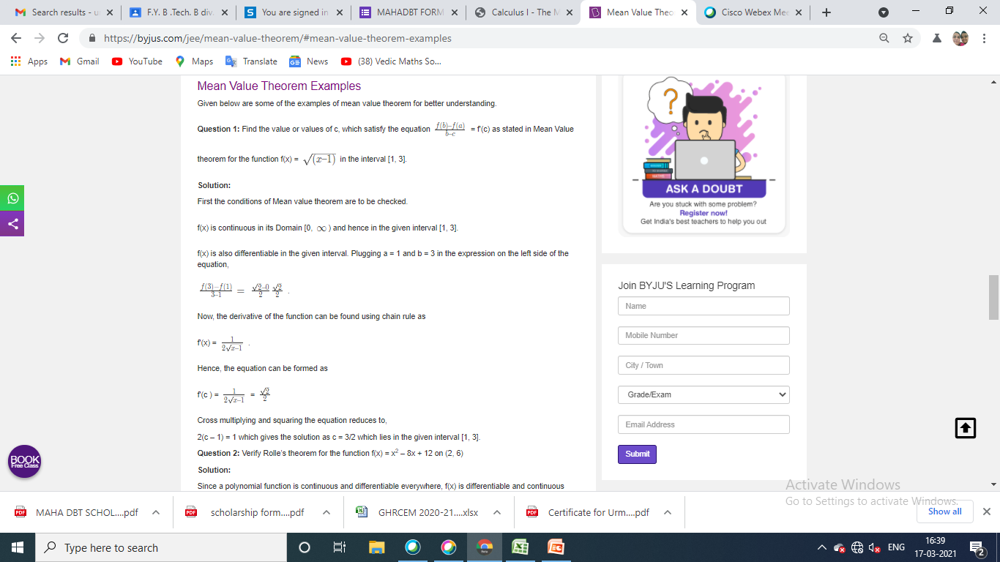 Search results - u
F.Y. B .Tech. B div.
You are signed in
MAHADBT FORM
Calculus I - The M
Mean Value Theo
Cisco Webex Mee
https://byjus.com/jee/mean-value-theorem/#mean-value-theorem-examples
Apps
Gmail
YouTube
Maps
Translate
News
(38) Vedic Maths So...
Mean Value Theorem Examples
Given below are some of the examples of mean value theorem for better understanding.
Question 1: Find the value or values of c, which satisfy the equation f(b)−f(a)/b−c = f'(c) as stated in Mean Value
theorem for the function f(x) = √(x−1) in the interval [1, 3].
Solution:
First the conditions of Mean value theorem are to be checked.
f(x) is continuous in its Domain [0, ∞ ) and hence in the given interval [1, 3].
f(x) is also differentiable in the given interval. Plugging a = 1 and b = 3 in the expression on the left side of the
equation,
f(3)−f(1)/3−1 = √2−0/2 √2/2 .
Now, the derivative of the function can be found using chain rule as
f'(x) = 1/2√x−1 .
Hence, the equation can be formed as
f'(c ) = 1/2√x−1 = √2/2
Cross multiplying and squaring the equation reduces to,
2(c – 1) = 1 which gives the solution as c = 3/2 which lies in the given interval [1, 3].
Question 2: Verify Rolle's theorem for the function f(x) = x² – 8x + 12 on (2, 6)
Solution:
Since a polynomial function is continuous and differentiable everywhere, f(x) is differentiable and continuous
BOOK
Free Class
?
ASK A DOUBT
Are you stuck with some problem?
Register now!
Get India's best teachers to help you out
Join BYJU'S Learning Program
Name
Mobile Number
City / Town
Grade/Exam
Email Address
Submit
Activate Windows
Go to Settings to activate Windows.
MAHA DBT SCHOL....pdf
scholarship form....pdf
GHRCEM 2020-21....xlsx
Certificate for Urm....pdf
Show all
Type here to search
ENG
16:39
17-03-2021
2